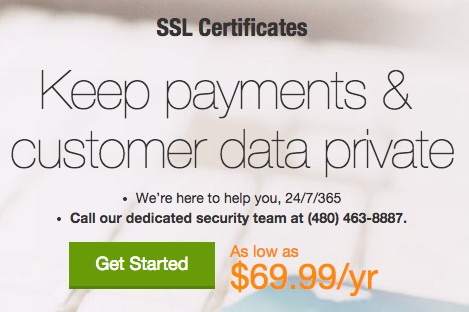 SSL Certificates
Keep payments &
customer data private
• We're here to help you, 24/7/365
• Call our dedicated security team at (480) 463-8887.
Get Started
As low as
$69.99/yr